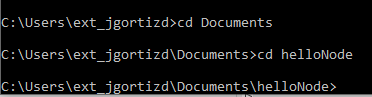 C:\Users\ext_jgortizd>cd Documents
C:\Users\ext_jgortizd\Documents>cd helloNode
C:\Users\ext_jgortizd\Documents\helloNode>